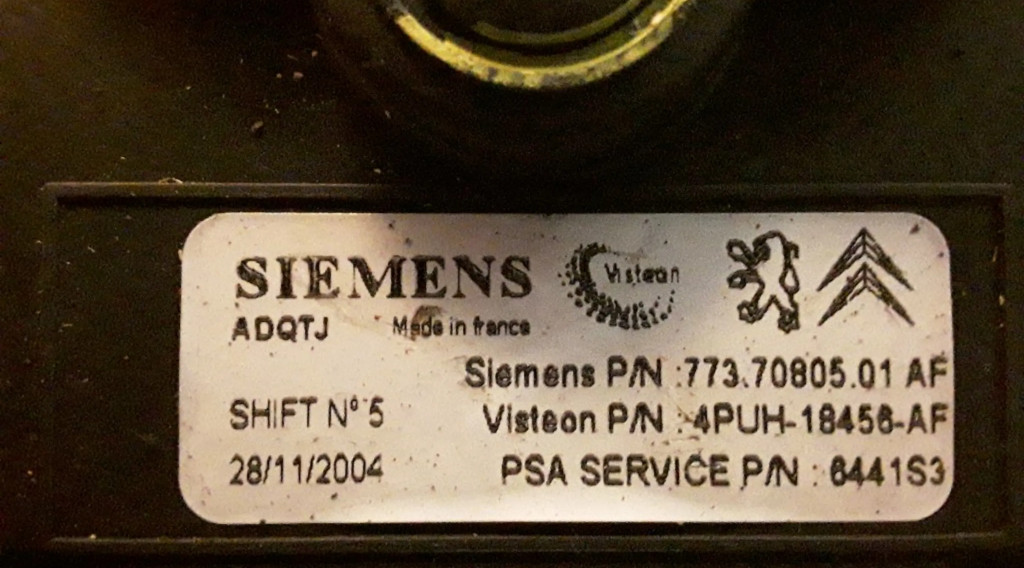 SIEMENS
Visteon
ADQTJ Made in france
Siemens P/N :773.70805.01 AF
SHIFT N° 5
Visteon P/N : 4PUH-18456-AF
28/11/2004
PSA SERVICE P/N : 6441S3